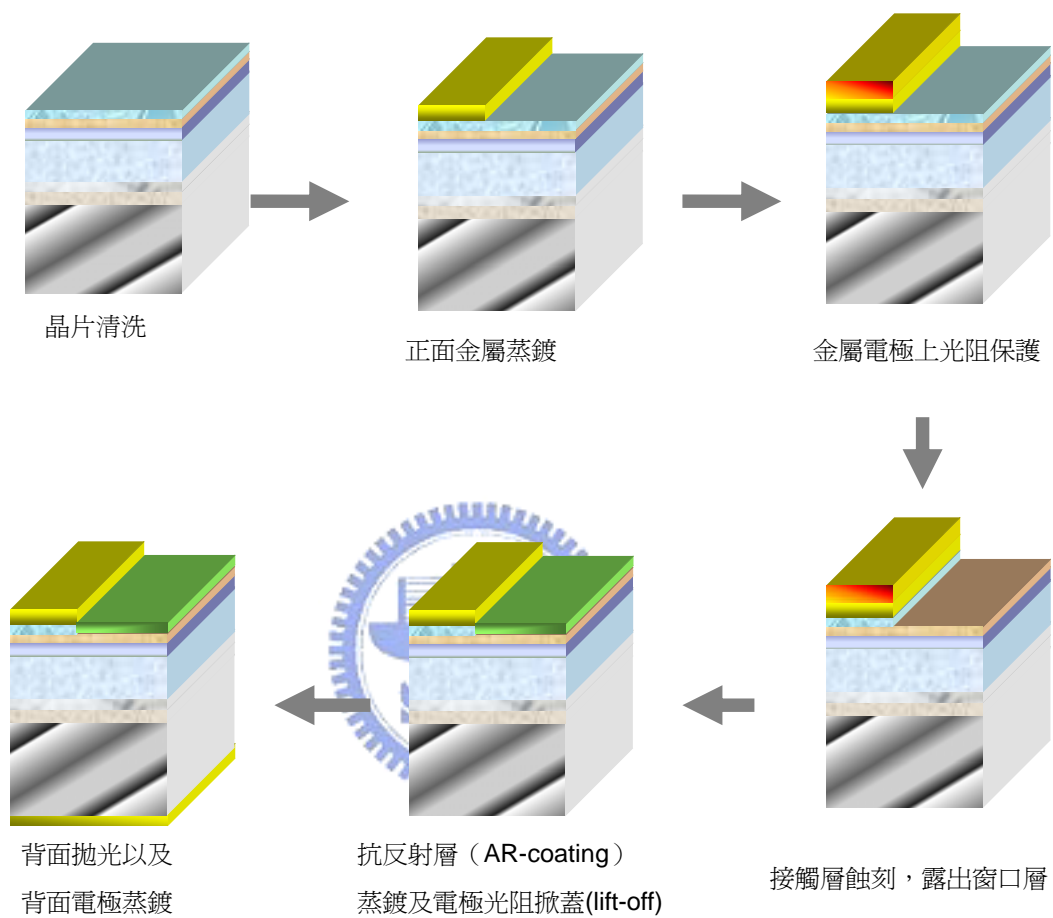 晶片清洗
正面金屬蒸鍍
金屬電極上光阻保護
背面拋光以及
背面電極蒸鍍
抗反射層（AR-coating）
蒸鍍及電極光阻掀蓋(lift-off)
接觸層蝕刻，露出窗口層